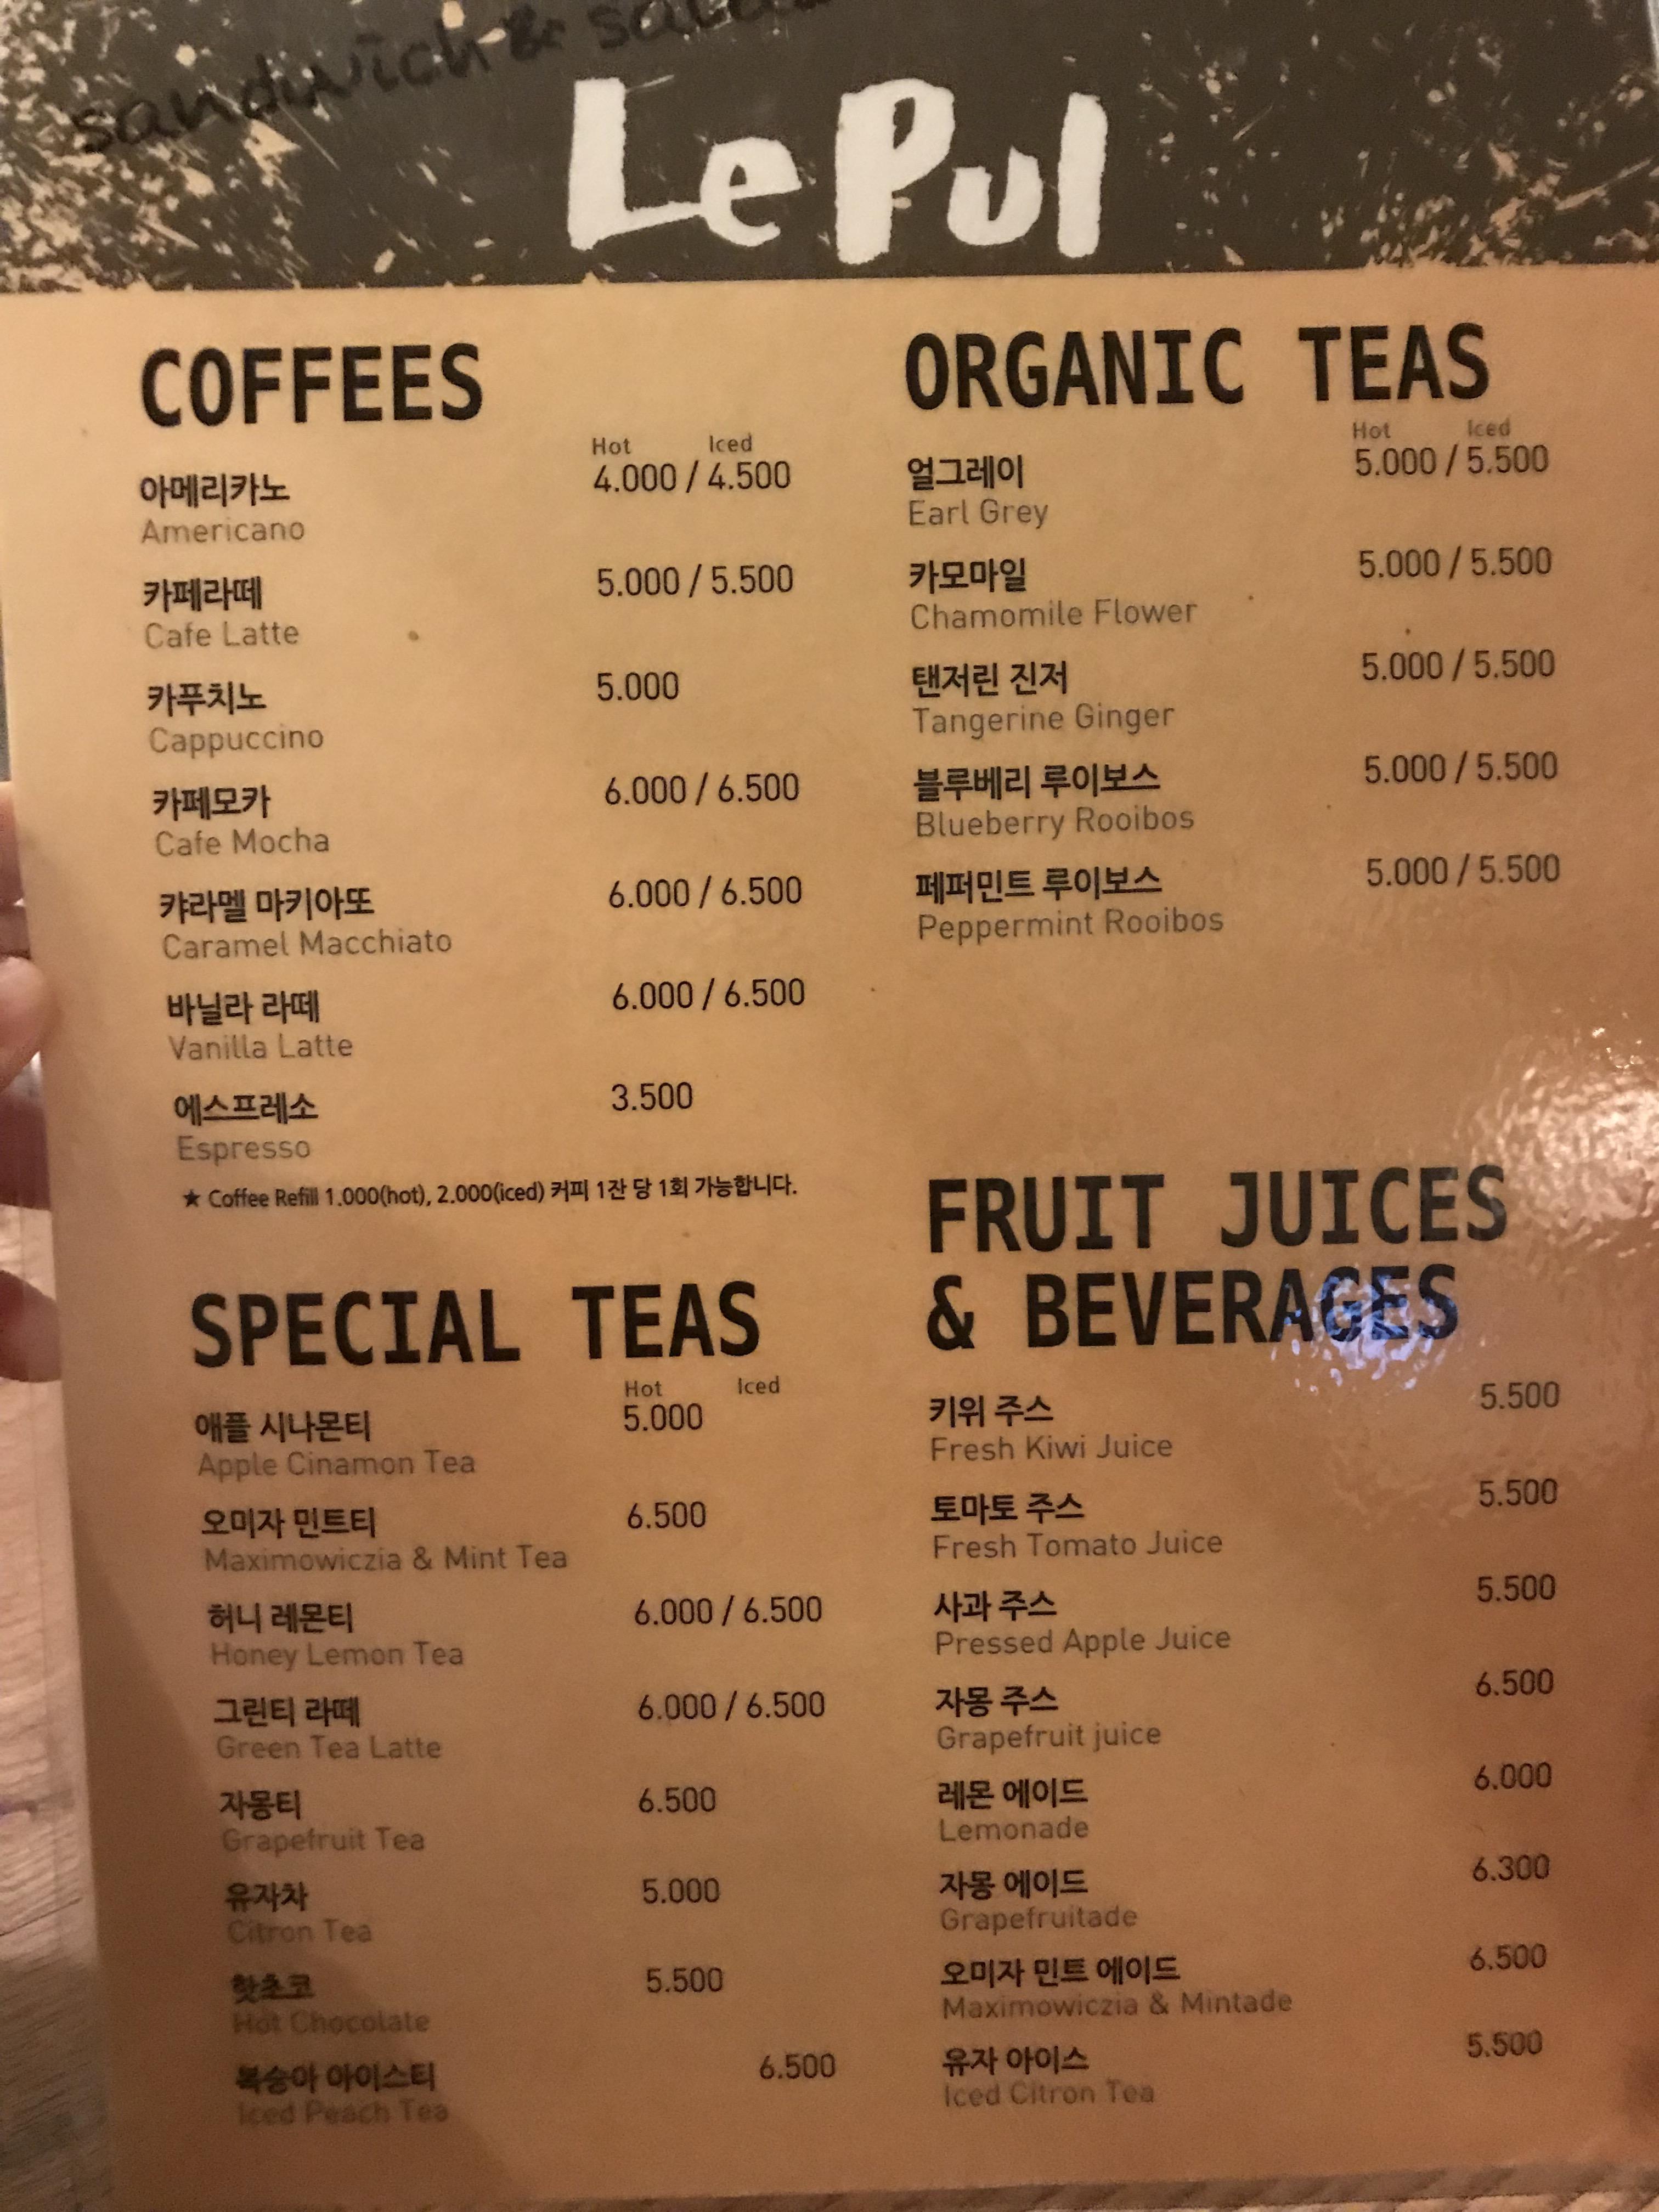 sandwich & salad
Le Pul
COFFEES
Hot Iced
아메리카노 4.000 / 4.500
Americano
카페라떼 5.000 / 5.500
Cafe Latte
카푸치노 5.000
Cappuccino
카페모카 6.000 / 6.500
Cafe Mocha
캬라멜 마키아또 6.000 / 6.500
Caramel Macchiato
바닐라 라떼 6.000 / 6.500
Vanilla Latte
에스프레소 3.500
Espresso
★ Coffee Refill 1.000(hot), 2.000(iced) 커피 1잔 당 1회 가능합니다.
SPECIAL TEAS
Hot Iced
애플 시나몬티 5.000
Apple Cinamon Tea
오미자 민트티 6.500
Maximowiczia & Mint Tea
허니 레몬티 6.000 / 6.500
Honey Lemon Tea
그린티 라떼 6.000 / 6.500
Green Tea Latte
자몽티 6.500
Grapefruit Tea
유자차 5.000
Citron Tea
핫초코 5.500
Hot Chocolate
복숭아 아이스티 6.500
Iced Peach Tea
ORGANIC TEAS
Hot Iced
얼그레이 5.000 / 5.500
Earl Grey
카모마일 5.000 / 5.500
Chamomile Flower
탠저린 진저 5.000 / 5.500
Tangerine Ginger
블루베리 루이보스 5.000 / 5.500
Blueberry Rooibos
페퍼민트 루이보스 5.000 / 5.500
Peppermint Rooibos
FRUIT JUICES
& BEVERAGES
키위 주스 5.500
Fresh Kiwi Juice
토마토 주스 5.500
Fresh Tomato Juice
사과 주스 5.500
Pressed Apple Juice
자몽 주스 6.500
Grapefruit juice
레몬 에이드 6.000
Lemonade
자몽 에이드 6.300
Grapefruitade
오미자 민트 에이드 6.500
Maximowiczia & Mintade
유자 아이스 5.500
Iced Citron Tea